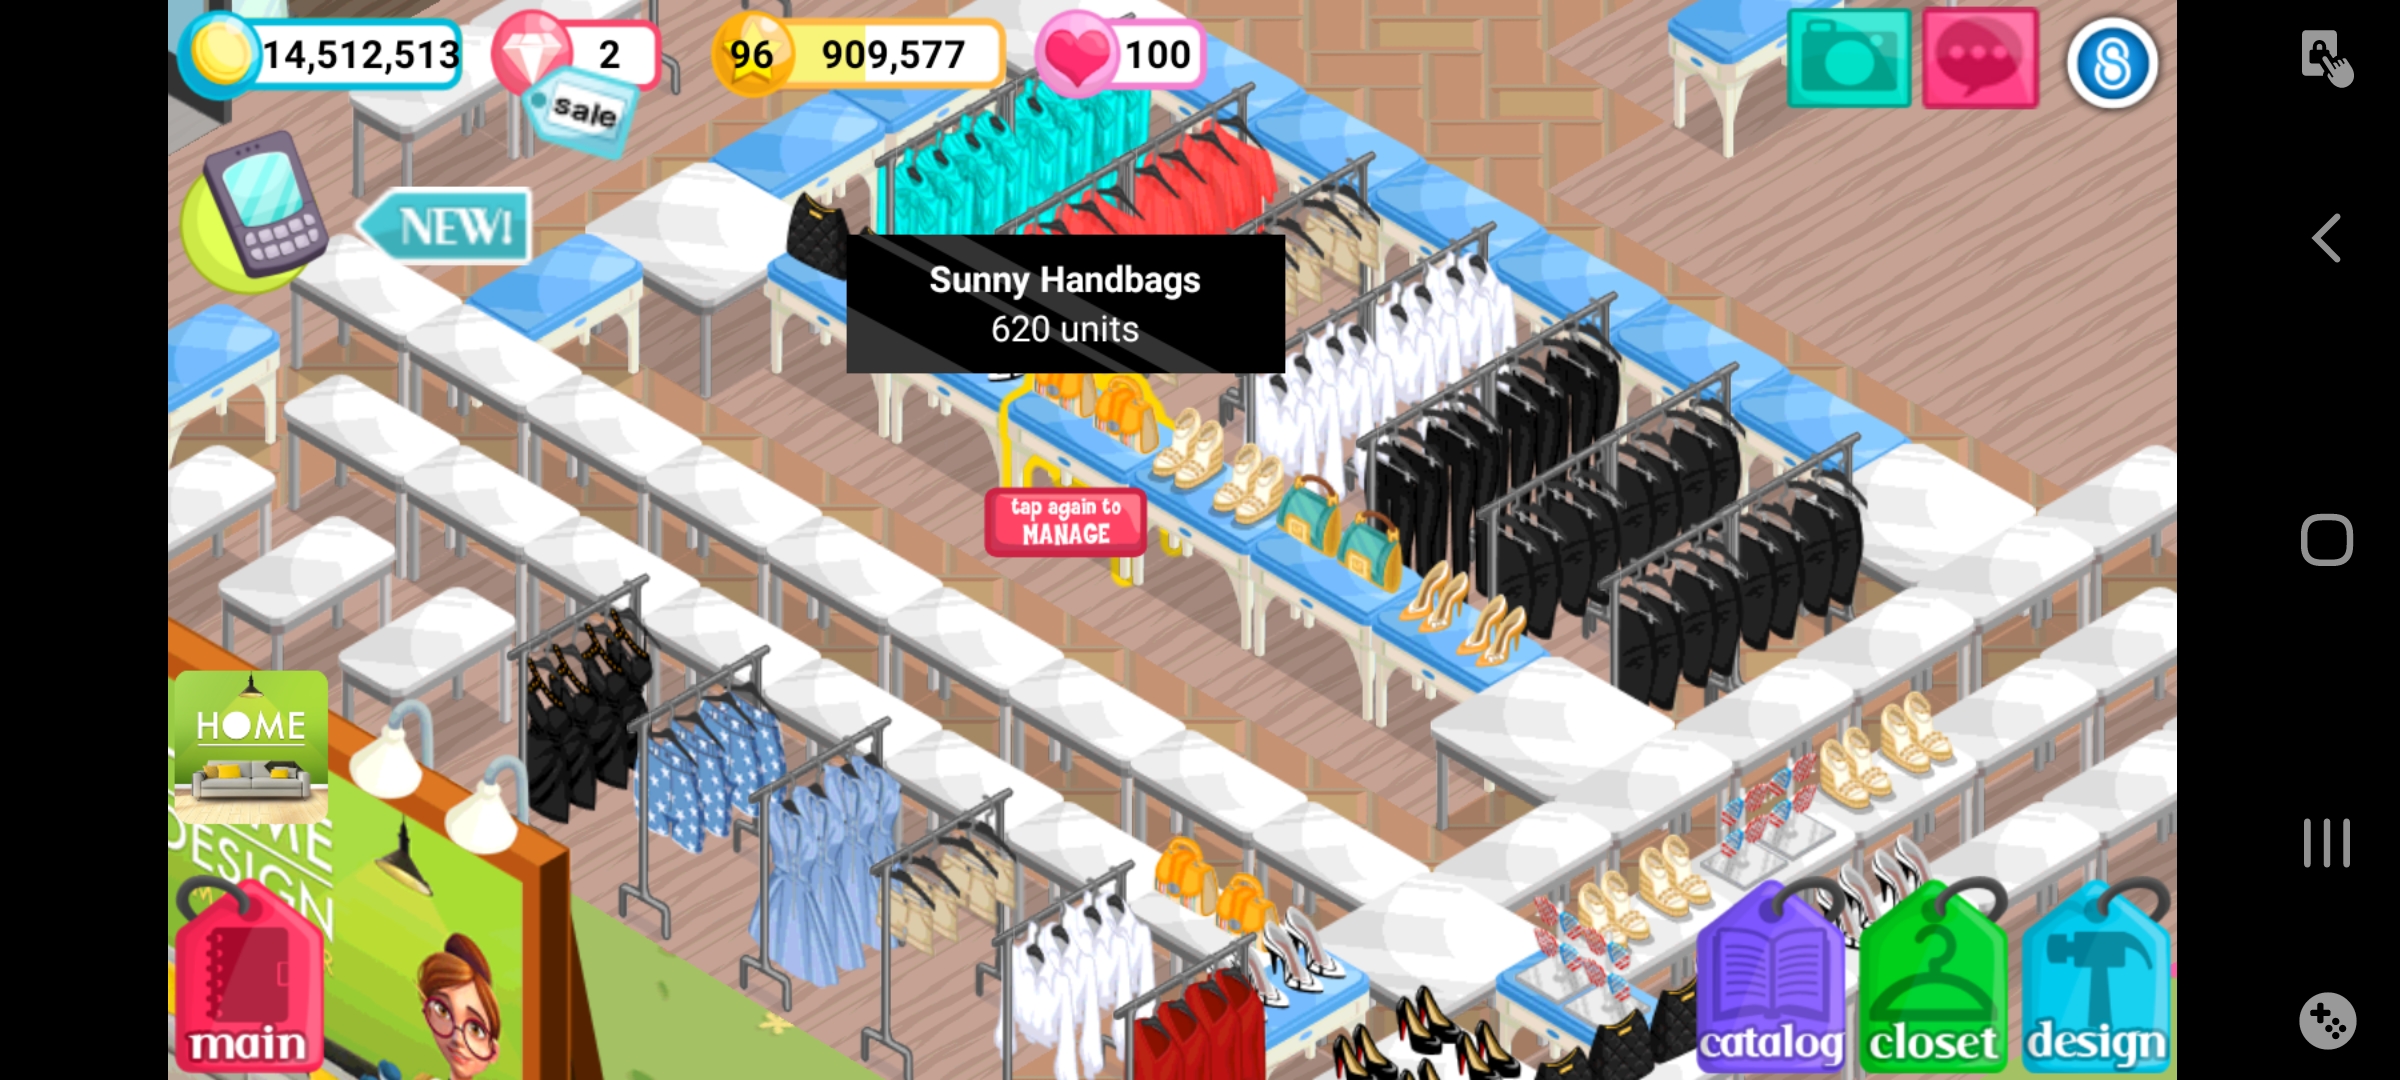 14,512,513
2
96 909,577
100
sale
NEW!
Sunny Handbags
620 units
tap again to
MANAGE
HOME
DESIGN
main
catalog
closet
design